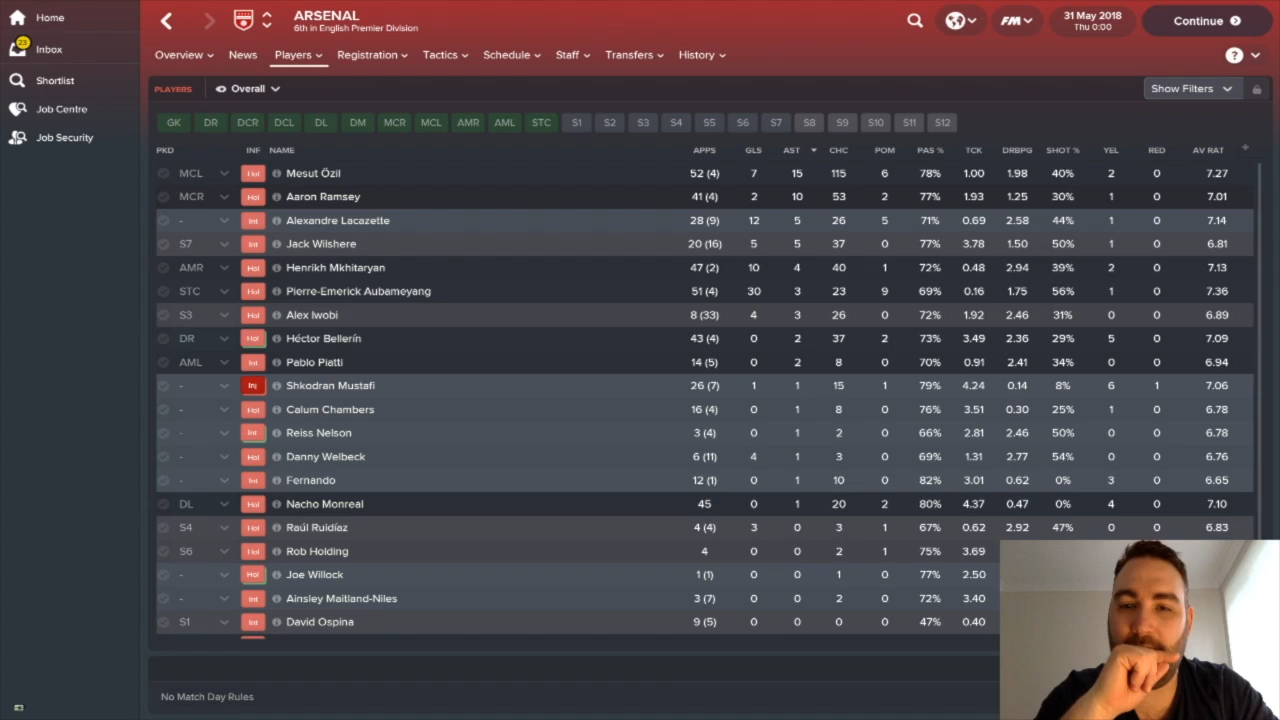 Home
Inbox
23
Shortlist
Job Centre
Job Security
ARSENAL
6th in English Premier Division
FM
31 May 2018
Thu 0:00
Continue
Overview News Players Registration Tactics Schedule Staff Transfers History
?
PLAYERS Overall Show Filters
GK DR DCR DCL DL DM MCR MCL AMR AML STC S1 S2 S3 S4 S5 S6 S7 S8 S9 S10 S11 S12
PKD INF NAME APPS GLS AST CHC POM PAS % TCK DRBPG SHOT % YEL RED AV RAT
MCL Hol Mesut Özil 52 (4) 7 15 115 6 78% 1.00 1.98 40% 2 0 7.27
MCR Hol Aaron Ramsey 41 (4) 2 10 53 2 77% 1.93 1.25 30% 1 0 7.01
- Int Alexandre Lacazette 28 (9) 12 5 26 5 71% 0.69 2.58 44% 1 0 7.14
S7 Int Jack Wilshere 20 (16) 5 5 37 0 77% 3.78 1.50 50% 1 0 6.81
AMR Hol Henrikh Mkhitaryan 47 (2) 10 4 40 1 72% 0.48 2.94 39% 2 0 7.13
STC Hol Pierre-Emerick Aubameyang 51 (4) 30 3 23 9 69% 0.16 1.75 56% 1 0 7.36
S3 Hol Alex Iwobi 8 (33) 4 3 26 0 72% 1.92 2.46 31% 0 0 6.89
DR Hol Héctor Bellerín 43 (4) 0 2 37 2 73% 3.49 2.36 29% 5 0 7.09
AML Int Pablo Piatti 14 (5) 0 2 8 0 70% 0.91 2.41 34% 0 0 6.94
- Inj Shkodran Mustafi 26 (7) 1 1 15 1 79% 4.24 0.14 8% 6 1 7.06
- Hol Calum Chambers 16 (4) 0 1 8 0 76% 3.51 0.30 25% 1 0 6.78
- Int Reiss Nelson 3 (4) 0 1 2 0 66% 2.81 2.46 50% 0 0 6.78
- Hol Danny Welbeck 6 (11) 4 1 3 0 69% 1.31 2.77 54% 0 0 6.76
- Int Fernando 12 (1) 0 1 10 0 82% 3.01 0.62 0% 3 0 6.65
DL Hol Nacho Monreal 45 0 1 20 2 80% 4.37 0.47 0% 4 0 7.10
S4 Hol Raúl Ruidíaz 4 (4) 3 0 3 1 67% 0.62 2.92 47% 0 0 6.83
S6 Hol Rob Holding 4 0 0 2 1 75% 3.69
- Hol Joe Willock 1 (1) 0 0 1 0 77% 2.50
- Int Ainsley Maitland-Niles 3 (7) 0 0 2 0 72% 3.40
S1 Int David Ospina 9 (5) 0 0 0 0 47% 0.40
No Match Day Rules